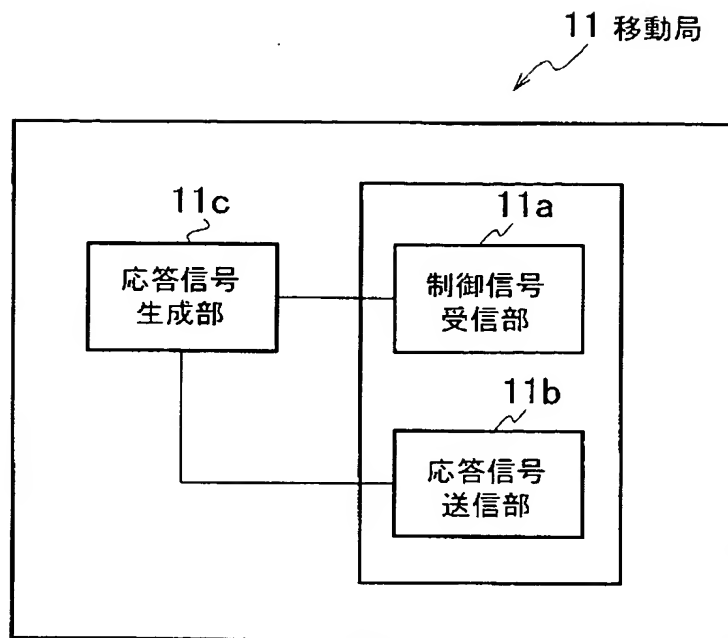 11 移動局
11c
応答信号
生成部
11a
制御信号
受信部
11b
応答信号
送信部